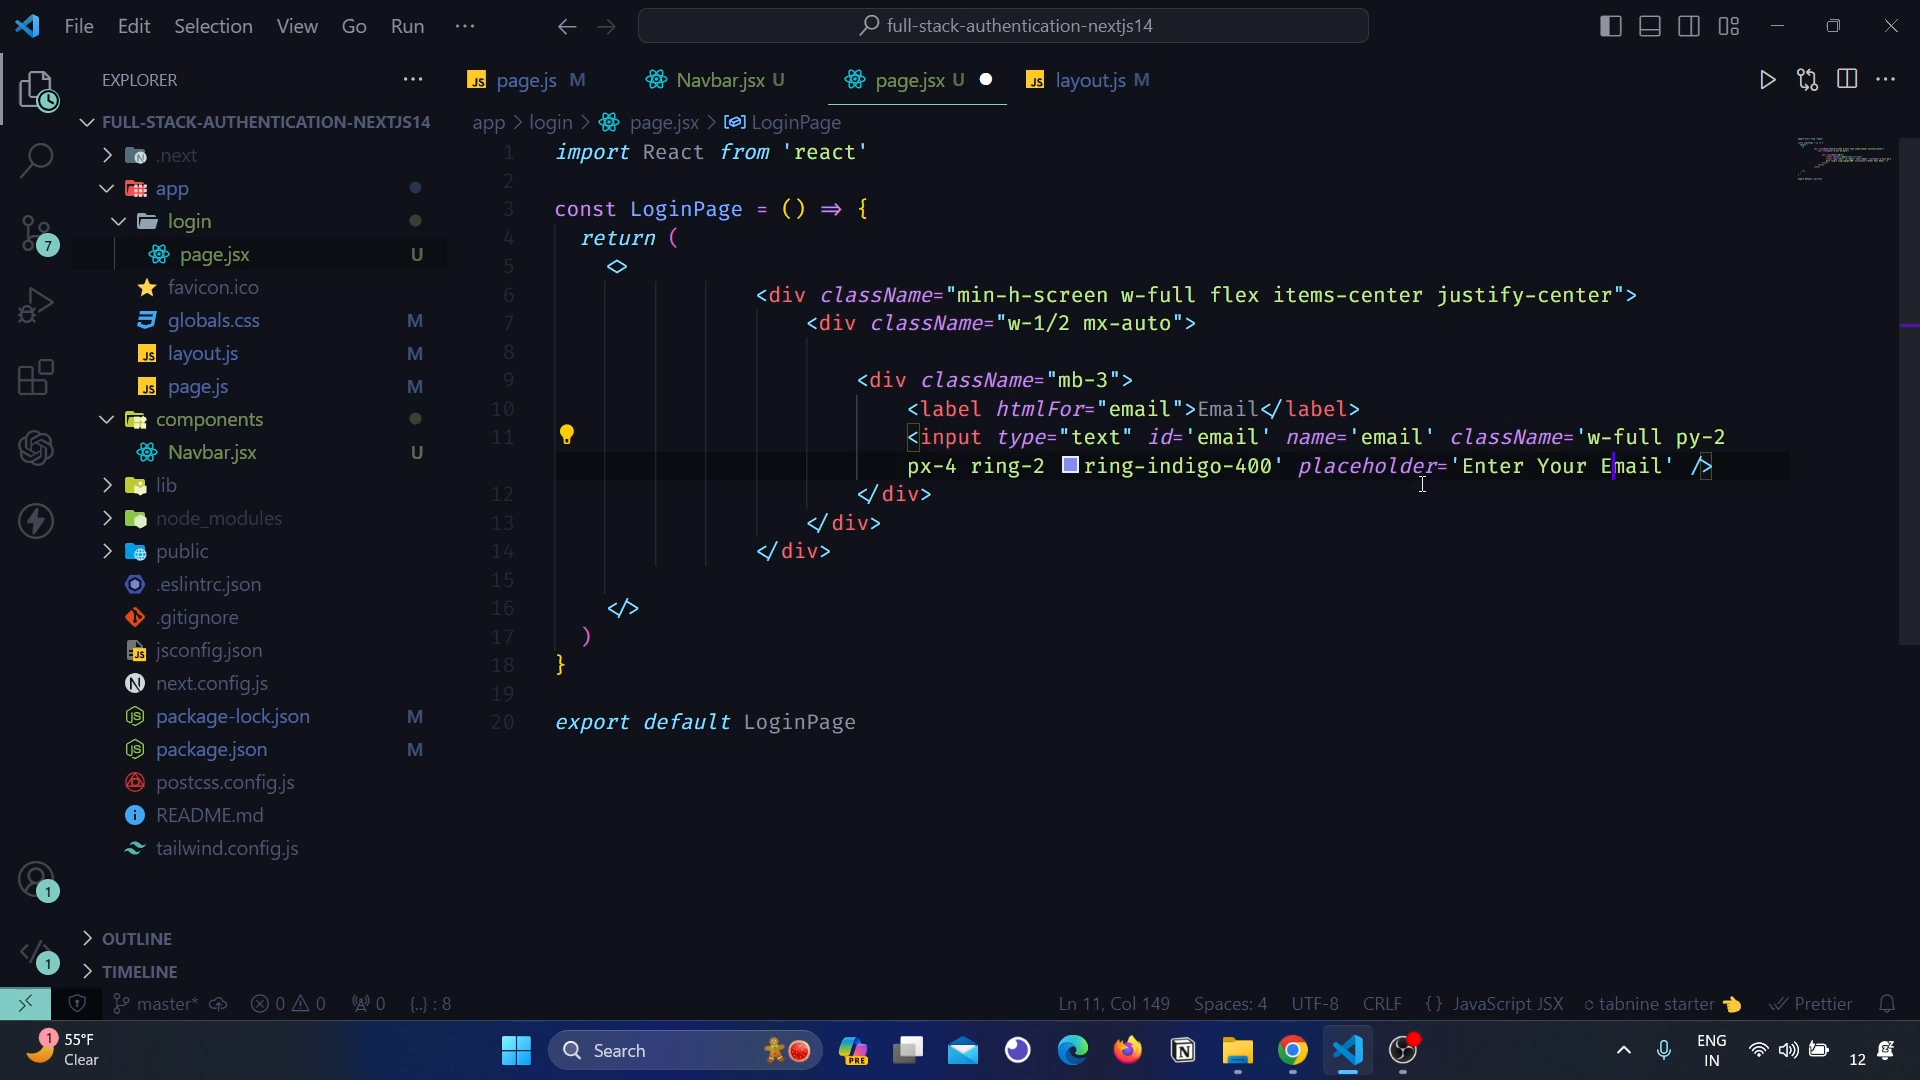 File Edit Selection View Go Run ···
full-stack-authentication-nextjs14
EXPLORER ···
page.js M Navbar.jsx U page.jsx U layout.js M
FULL-STACK-AUTHENTICATION-NEXTJS14
app > login > page.jsx > LoginPage
.next
app
login
page.jsx U
favicon.ico
globals.css M
layout.js M
page.js M
components
Navbar.jsx U
lib
node_modules
public
.eslintrc.json
.gitignore
jsconfig.json
next.config.js
package-lock.json M
package.json M
postcss.config.js
README.md
tailwind.config.js
OUTLINE
TIMELINE
7
1
1
1 import React from 'react'
2
3 const LoginPage = () => {
4 return (
5 <>
6 <div className="min-h-screen w-full flex items-center justify-center">
7 <div className="w-1/2 mx-auto">
8
9 <div className="mb-3">
10 <label htmlFor="email">Email</label>
11 <input type="text" id='email' name='email' className='w-full py-2
px-4 ring-2 ring-indigo-400' placeholder='Enter Your Email' />
12 </div>
13 </div>
14 </div>
15
16 </>
17 )
18 }
19
20 export default LoginPage
master* 0 0 0 {..} : 8
Ln 11, Col 149 Spaces: 4 UTF-8 CRLF {} JavaScript JSX tabnine starter Prettier
1 55°F
Clear
Search
PRE
ENG
IN
12